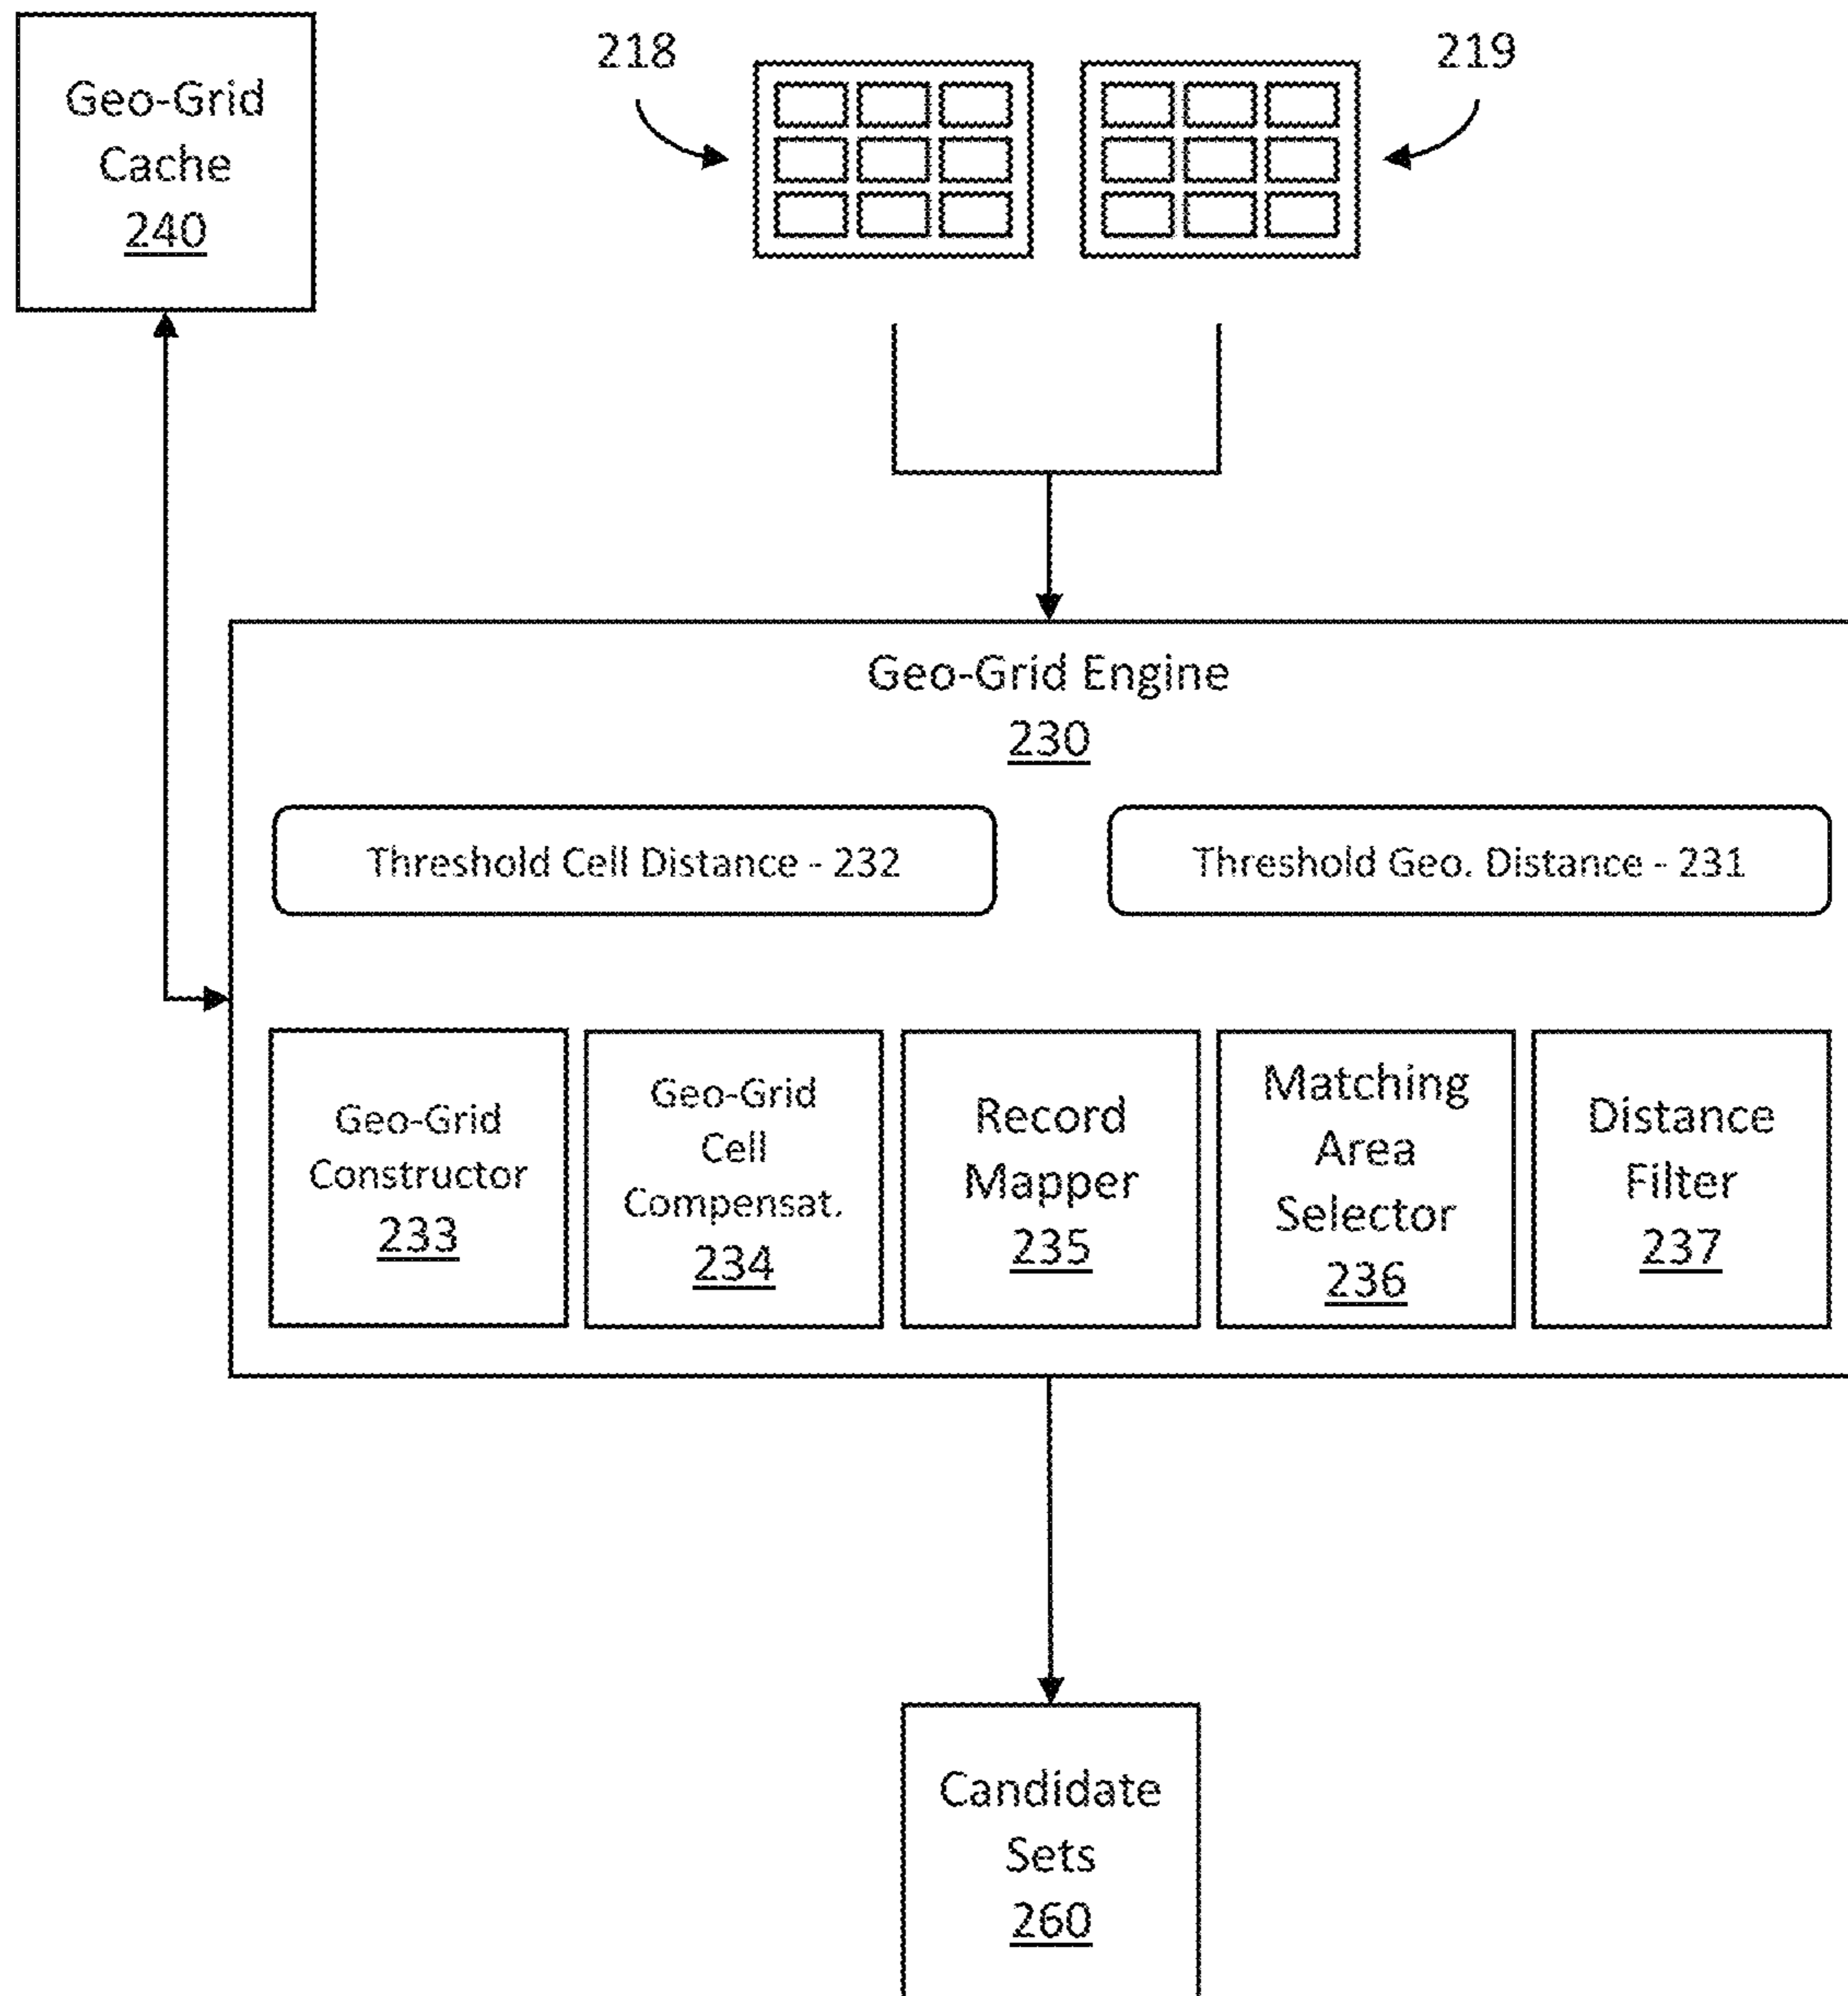 Geo-Grid
Cache
240
218
219
Geo-Grid Engine
230
Threshold Cell Distance - 232
Threshold Geo. Distance - 231
Geo-Grid
Constructor
233
Geo-Grid
Cell
Compensat.
234
Record
Mapper
235
Matching
Area
Selector
236
Distance
Filter
237
Candidate
Sets
260